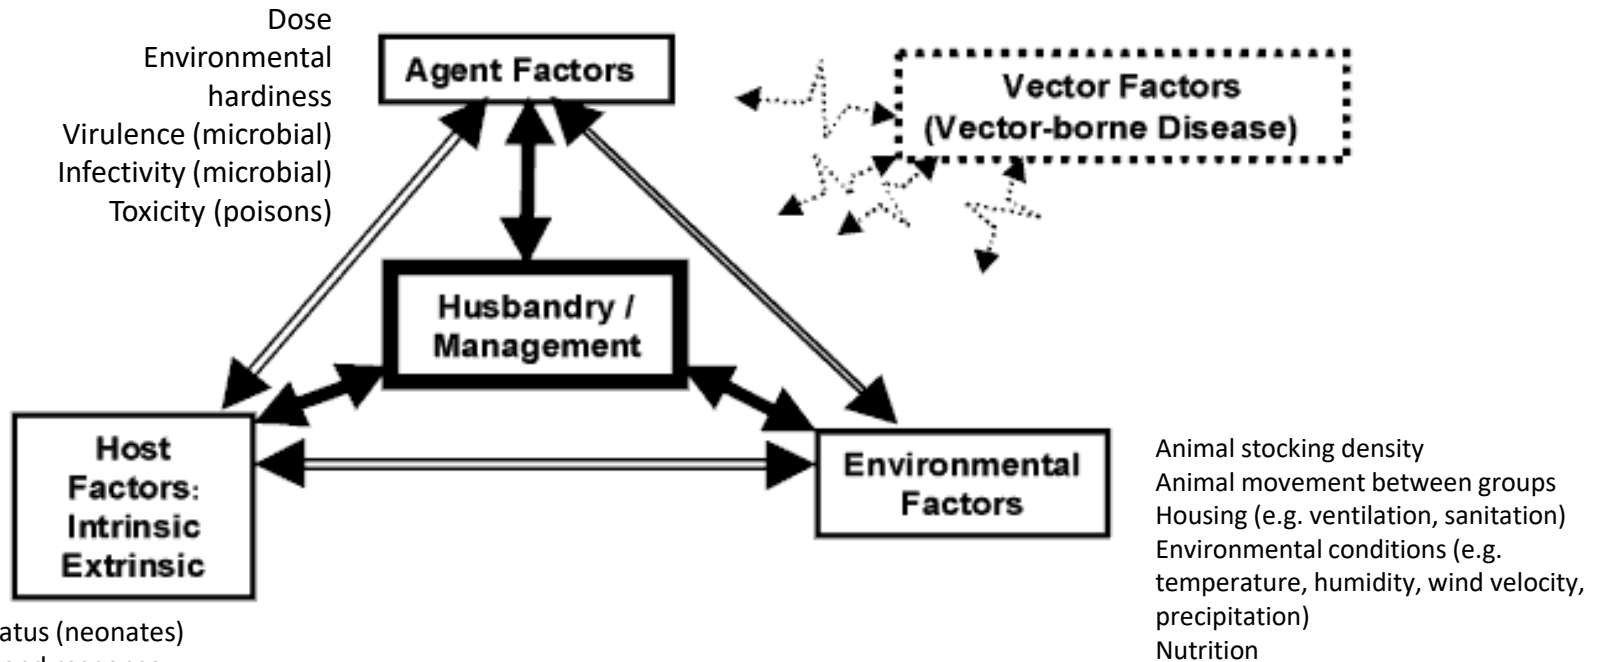 Dose
Environmental
hardiness
Virulence (microbial)
Infectivity (microbial)
Toxicity (poisons)
Agent Factors
Vector Factors
(Vector-borne Disease)
Husbandry /
Management
Host
Factors:
Intrinsic
Extrinsic
Environmental
Factors
Animal stocking density
Animal movement between groups
Housing (e.g. ventilation, sanitation)
Environmental conditions (e.g.
temperature, humidity, wind velocity,
precipitation)
Nutrition
(neonates)